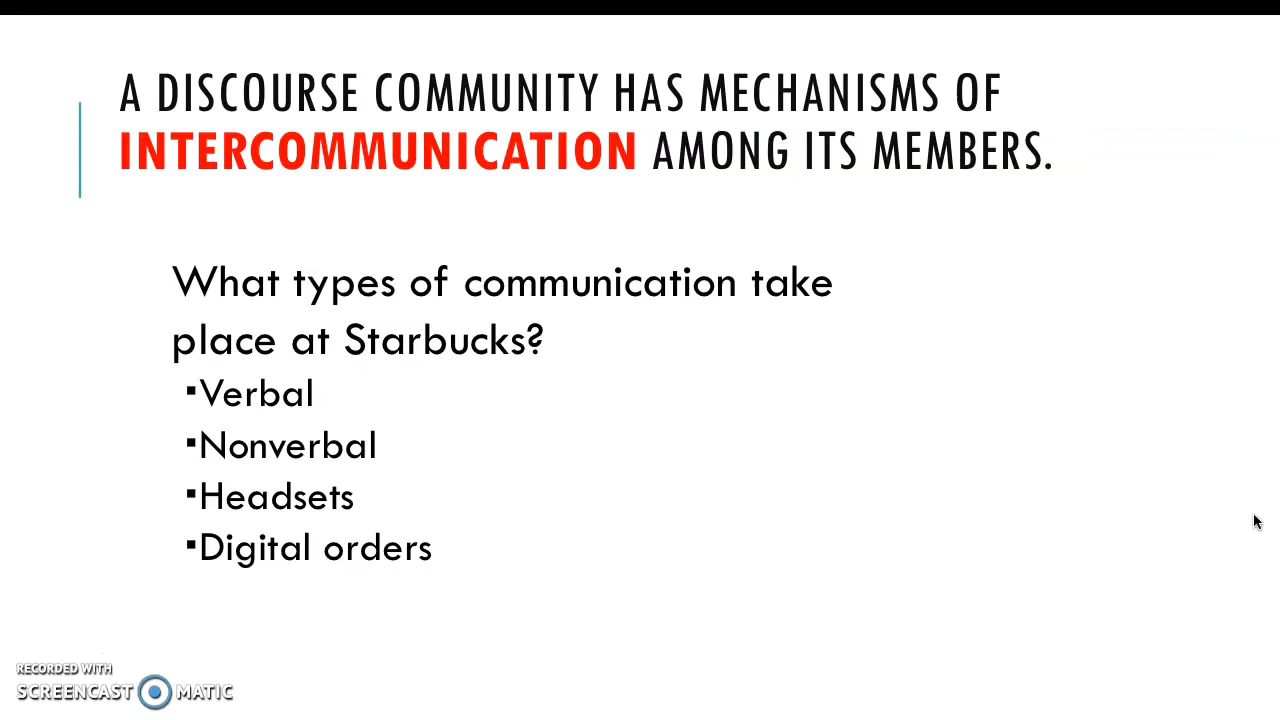 A DISCOURSE COMMUNITY HAS MECHANISMS OF
INTERCOMMUNICATION AMONG ITS MEMBERS.
What types of communication take
place at Starbucks?
▪Verbal
▪Nonverbal
▪Headsets
▪Digital orders
RECORDED WITH
SCREENCAST MATIC